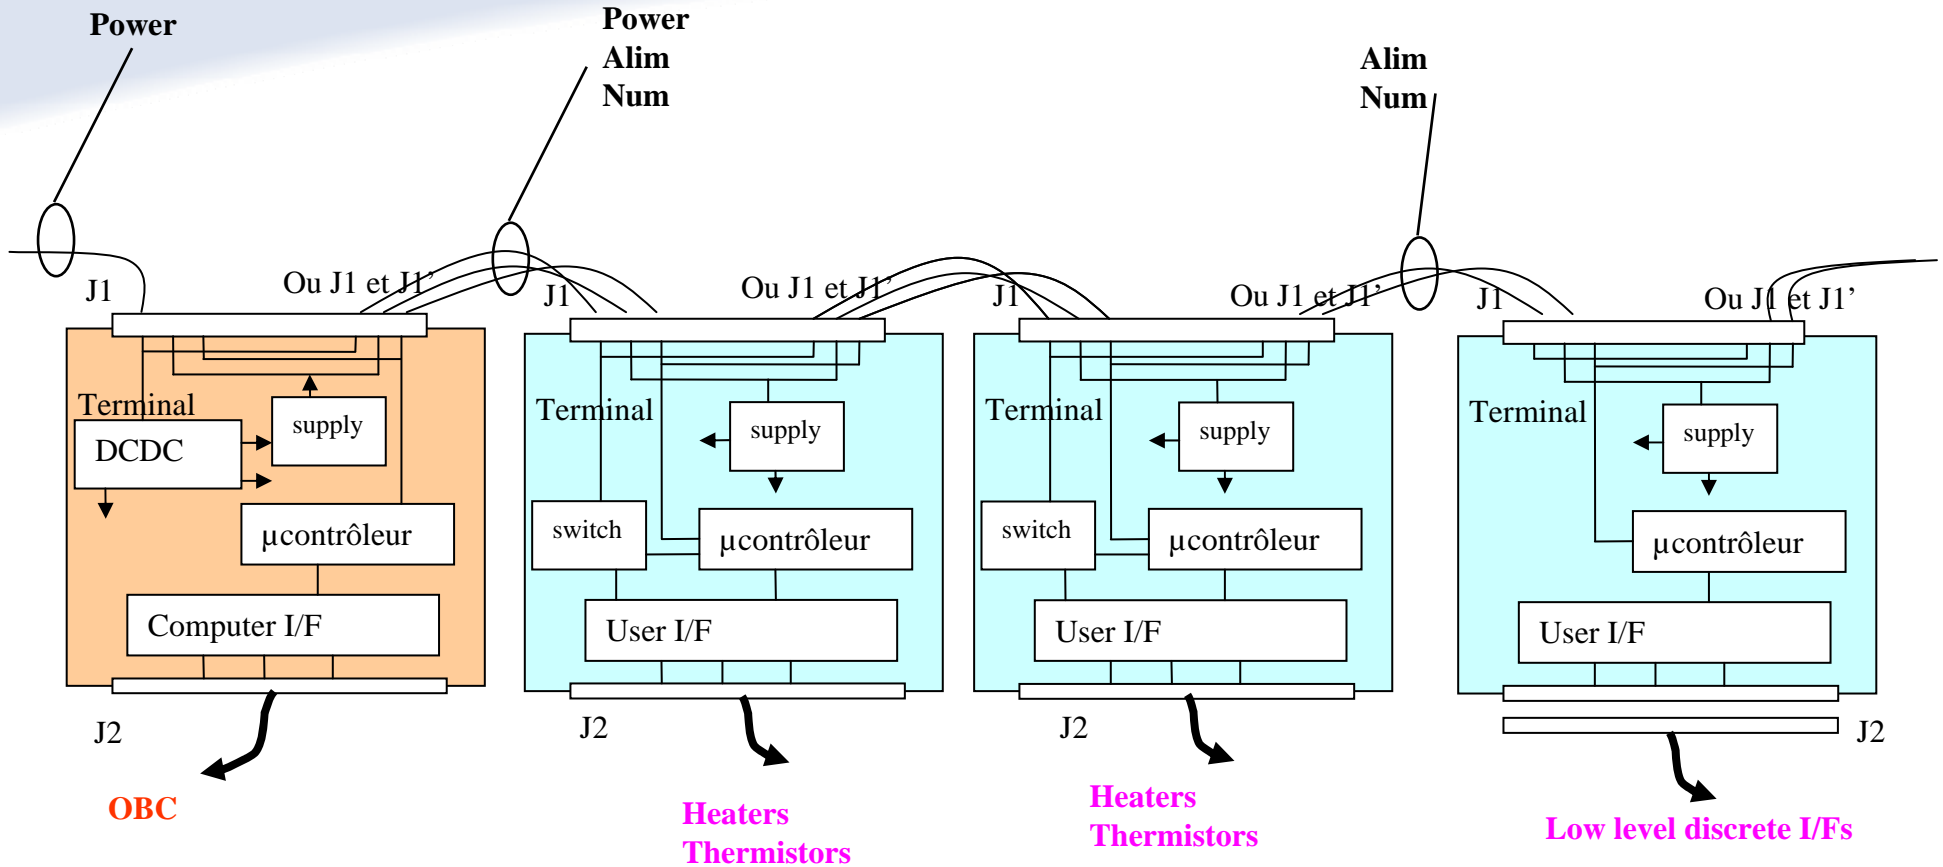 Power
Power
Alim
Num
Alim
Num
J1
Ou J1 et J1’
J1
Ou J1 et J1’
J1
Ou J1 et J1’
J1
Ou J1 et J1’
Terminal
DCDC
supply
µcontrôleur
Computer I/F
J2
OBC
Terminal
supply
switch
µcontrôleur
User I/F
J2
Heaters
Thermistors
Terminal
supply
switch
µcontrôleur
User I/F
J2
Heaters
Thermistors
Terminal
supply
µcontrôleur
User I/F
J2
Low level discrete I/Fs